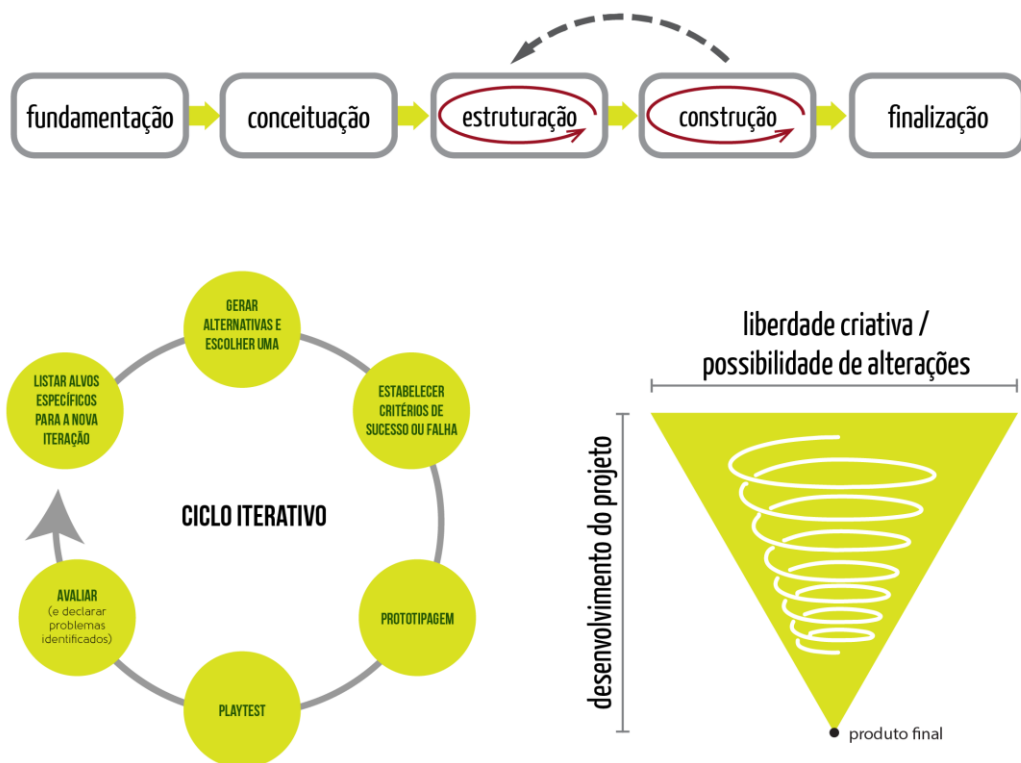 fundamentação
conceituação
estruturação
construção
finalização
GERAR
ALTERNATIVAS E
ESCOLHER UMA
LISTAR ALVOS
ESPECÍFICOS
PARA A NOVA
ITERAÇÃO
ESTABELECER
CRITÉRIOS DE
SUCESSO OU FALHA
CICLO ITERATIVO
AVALIAR
(e declarar
problemas
identificados)
PROTOTIPAGEM
PLAYTEST
liberdade criativa /
possibilidade de alterações
desenvolvimento do projeto
produto final